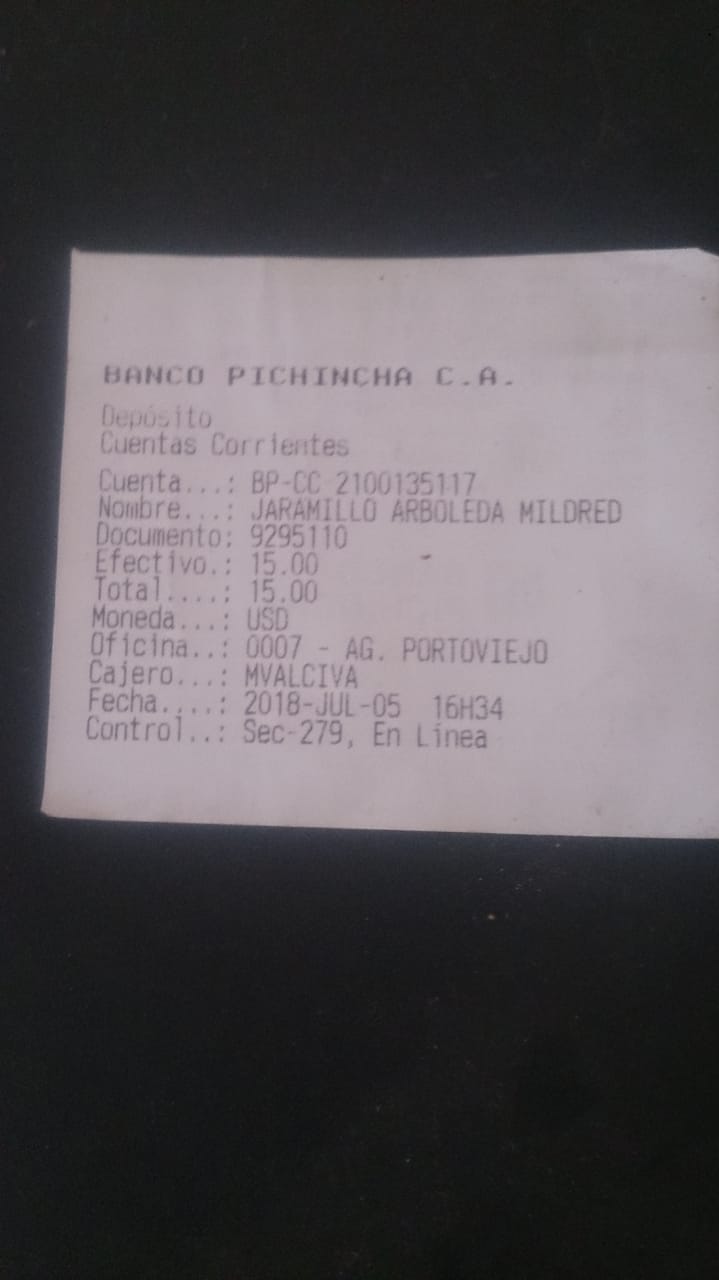 BANCO PICHINCHA C.A.
Depósito
Cuentas Corrientes
Cuenta...: BP-CC 2100135117
Nombre...: JARAMILLO ARBOLEDA MILDRED
Documento: 9295110
Efectivo.: 15.00
Total....: 15.00
Moneda...: USD
Oficina..: 0007 - AG. PORTOVIEJO
Cajero...: MVALCIVA
Fecha....: 2018-JUL-05 16H34
Control..: Sec-279, En Línea